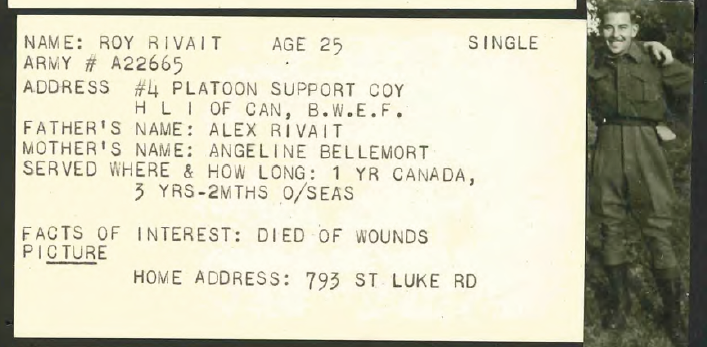 NAME: ROY RIVAIT AGE 25 SINGLE
ARMY # A22665
ADDRESS #4 PLATOON SUPPORT COY
H L I OF CAN, B.W.E.F.
FATHER'S NAME: ALEX RIVAIT
MOTHER'S NAME: ANGELINE BELLEMORT
SERVED WHERE & HOW LONG: 1 YR CANADA,
3 YRS-2MTHS O/SEAS
FACTS OF INTEREST: DIED OF WOUNDS
PICTURE
HOME ADDRESS: 793 ST LUKE RD